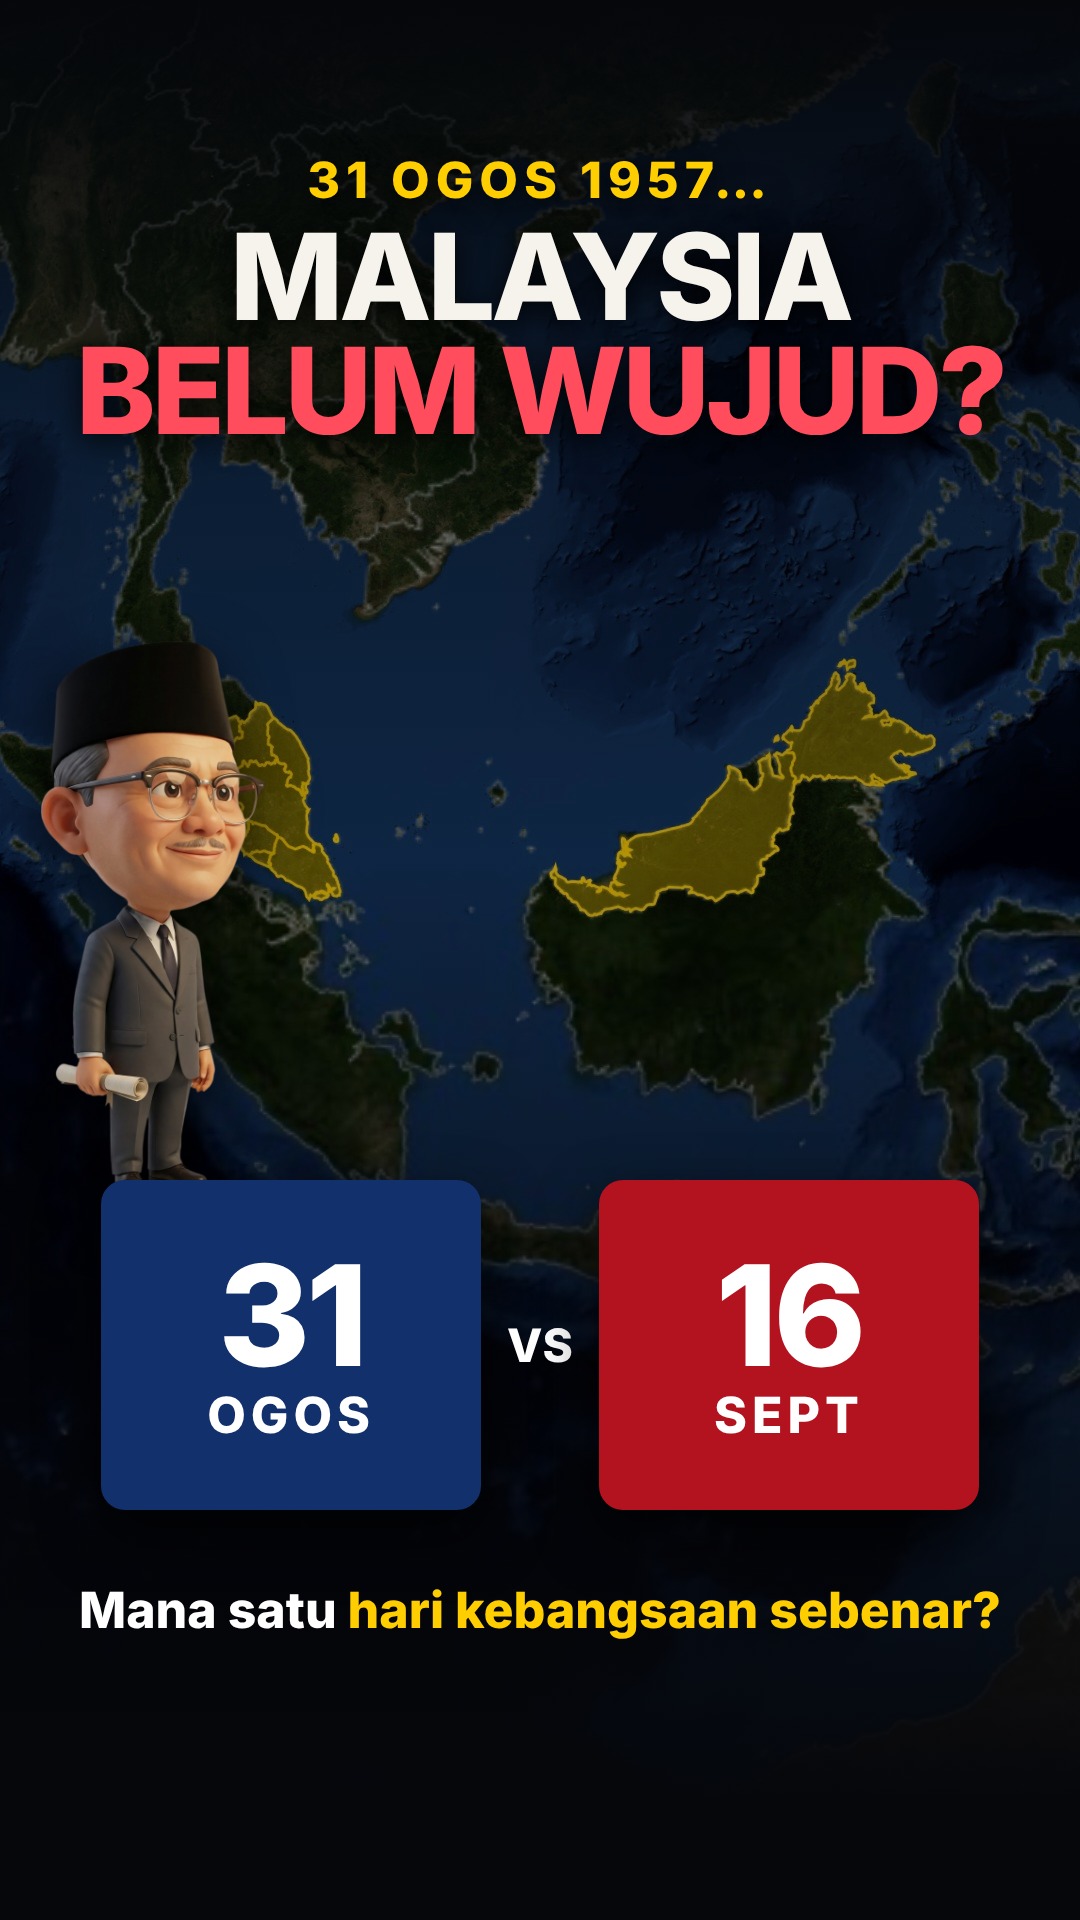 31 OGOS 1957...
MALAYSIA
BELUM WUJUD?
31
OGOS
VS
16
SEPT
Mana satu hari kebangsaan sebenar?